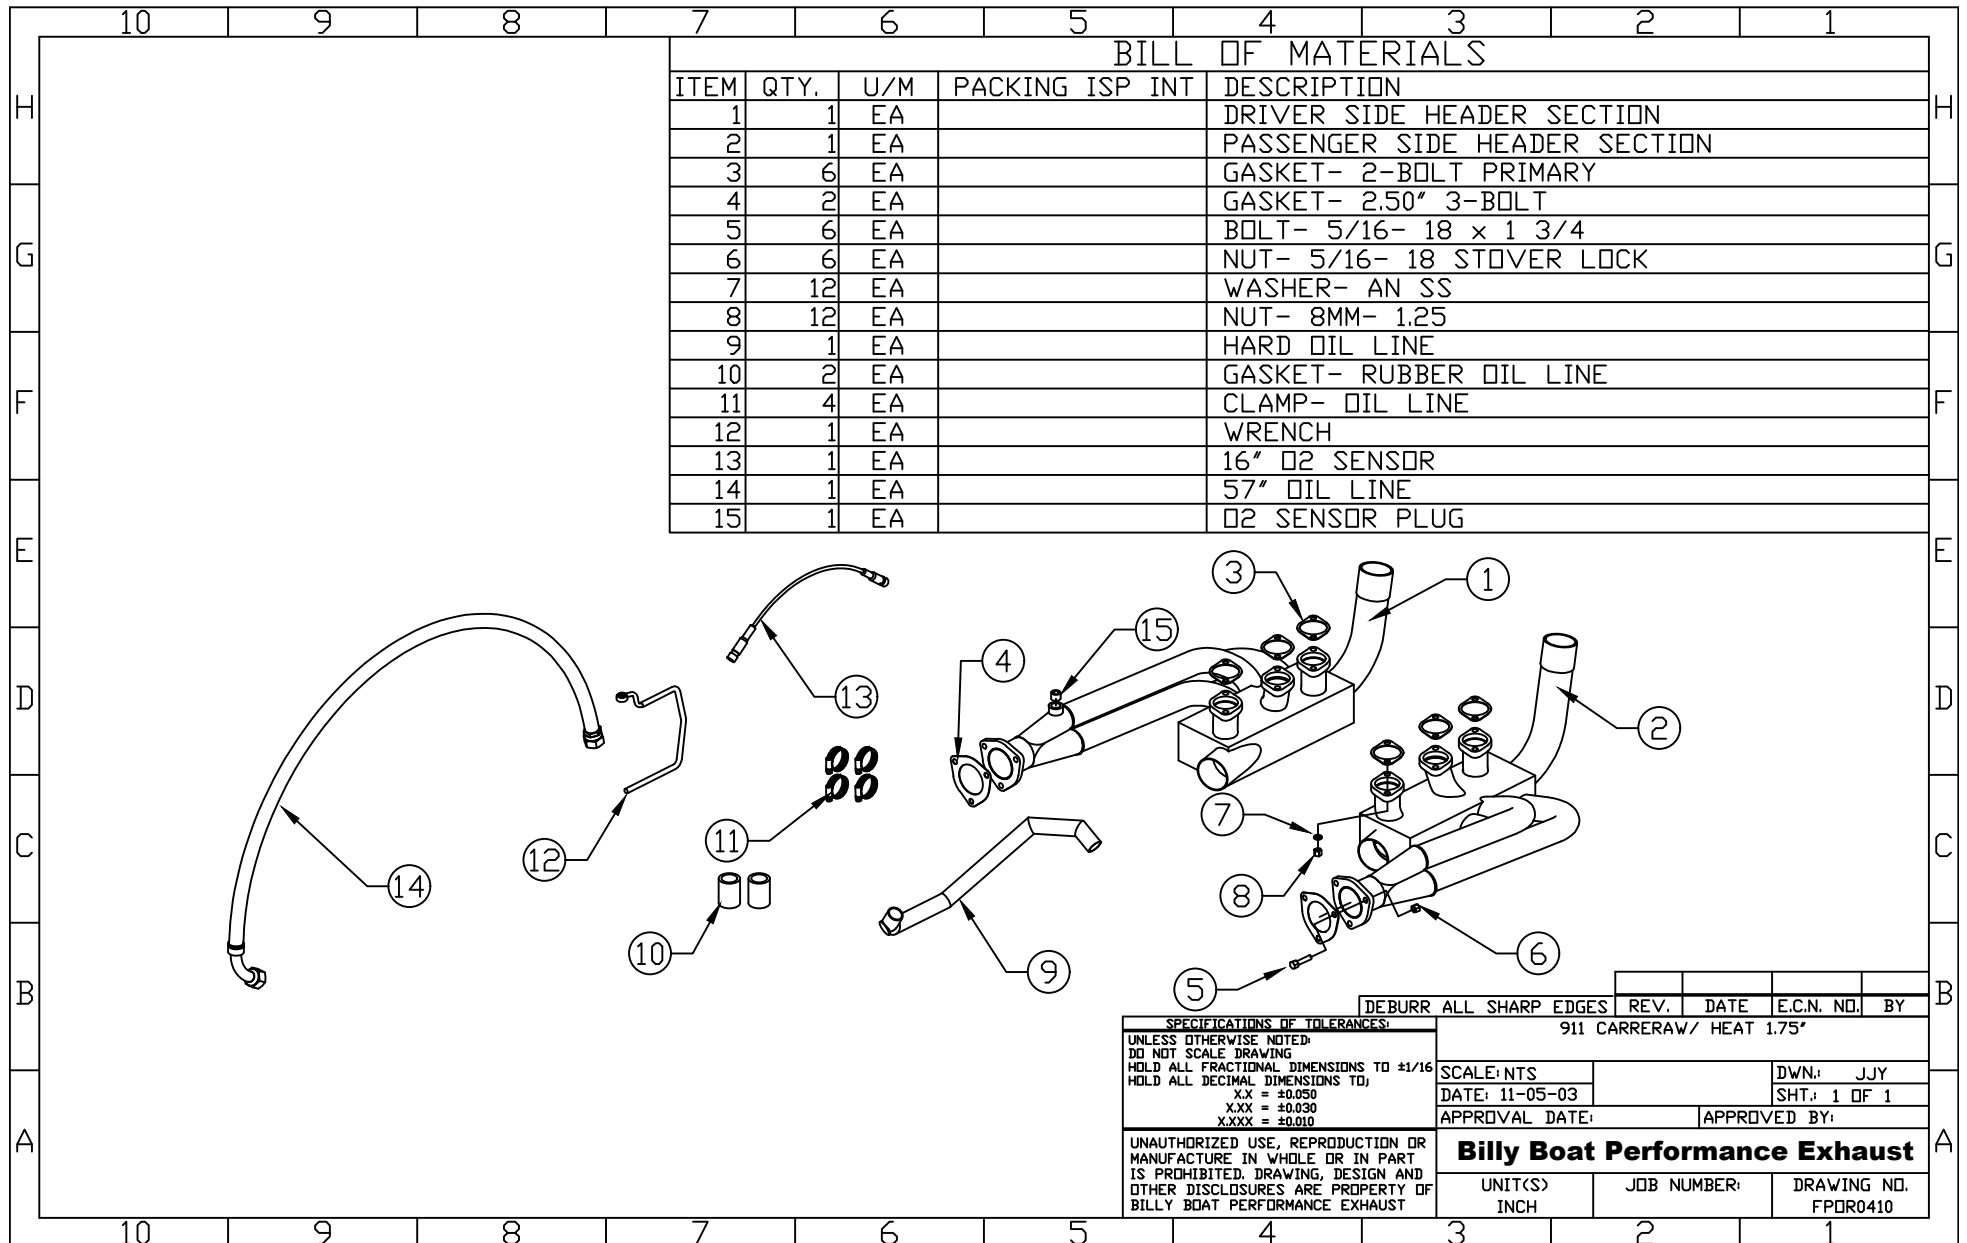 10 9 8 7 6 5 4 3 2 1
BILL OF MATERIALS
ITEM QTY. U/M PACKING ISP INT DESCRIPTION
1 1 EA DRIVER SIDE HEADER SECTION
2 1 EA PASSENGER SIDE HEADER SECTION
3 6 EA GASKET- 2-BOLT PRIMARY
4 2 EA GASKET- 2.50" 3-BOLT
5 6 EA BOLT- 5/16- 18 x 1 3/4
6 6 EA NUT- 5/16- 18 STOVER LOCK
7 12 EA WASHER- AN SS
8 12 EA NUT- 8MM- 1.25
9 1 EA HARD OIL LINE
10 2 EA GASKET- RUBBER OIL LINE
11 4 EA CLAMP- OIL LINE
12 1 EA WRENCH
13 1 EA 16" O2 SENSOR
14 1 EA 57" OIL LINE
15 1 EA O2 SENSOR PLUG
H H
G G
F F
E E
D D
C C
B B
A A
3
1
15
4
13
2
7
11
12
14
8
10
9
6
5
DEBURR ALL SHARP EDGES REV. DATE E.C.N. NO. BY
SPECIFICATIONS OF TOLERANCES:
UNLESS OTHERWISE NOTED:
DO NOT SCALE DRAWING
HOLD ALL FRACTIONAL DIMENSIONS TO ±1/16
HOLD ALL DECIMAL DIMENSIONS TO;
X.X = ±0.050
X.XX = ±0.030
X.XXX = ±0.010
UNAUTHORIZED USE, REPRODUCTION OR
MANUFACTURE IN WHOLE OR IN PART
IS PROHIBITED. DRAWING, DESIGN AND
OTHER DISCLOSURES ARE PROPERTY OF
BILLY BOAT PERFORMANCE EXHAUST
911 CARRERAW/ HEAT 1.75"
SCALE: NTS DWN.: JJY
DATE: 11-05-03 SHT.: 1 OF 1
APPROVAL DATE: APPROVED BY:
Billy Boat Performance Exhaust
UNIT(S) JOB NUMBER: DRAWING NO.
INCH FPOR0410
10 9 8 7 6 5 4 3 2 1